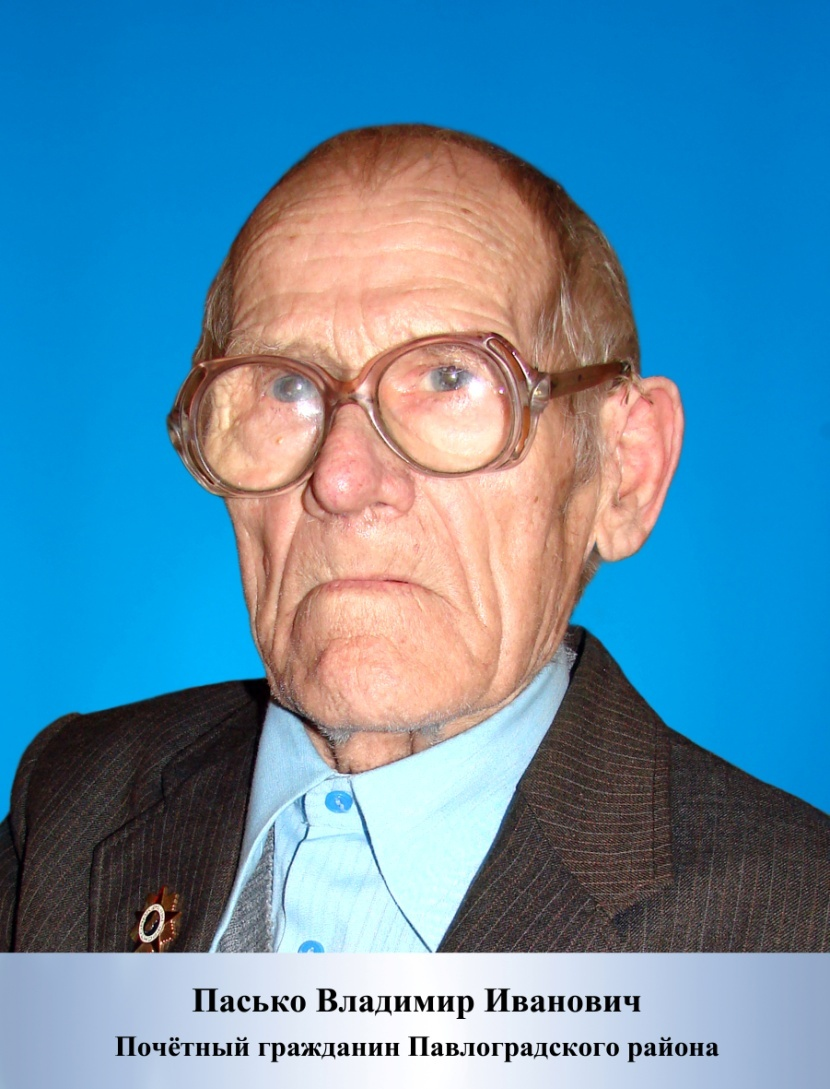 Пасько Владимир Иванович
Почётный гражданин Павлоградского района